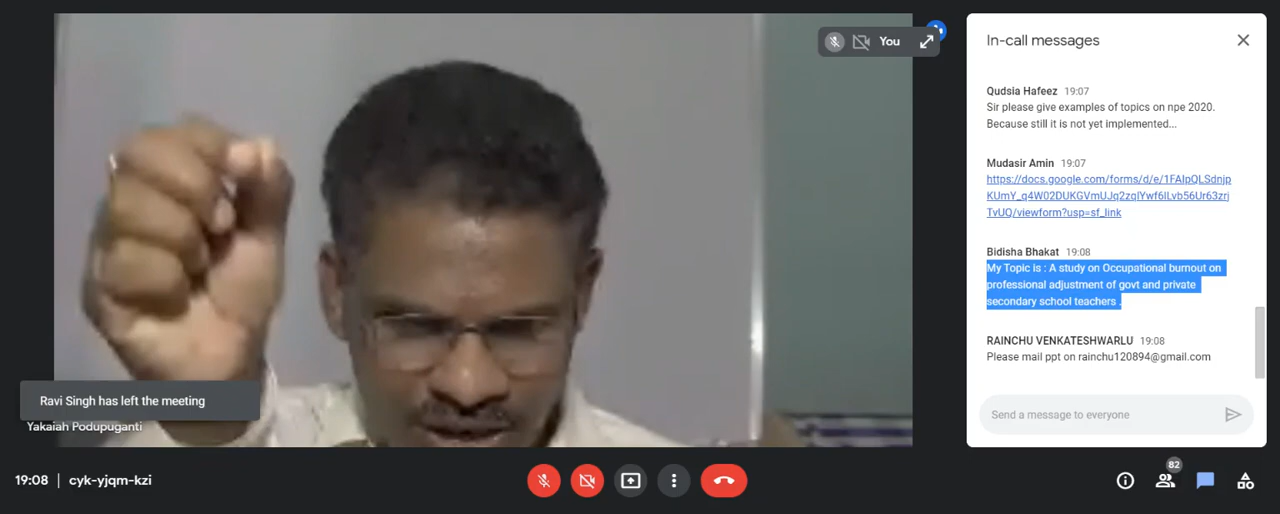 You
In-call messages
Qudsia Hafeez 19:07
Sir please give examples of topics on npe 2020.
Because still it is not yet implemented...
Mudasir Amin 19:07
https://docs.google.com/forms/d/e/1FAIpQLSdnjp
KUmY_q4W02DUKGVmUJq2zqlYwf6ILvb56Ur63zrj
TvUQ/viewform?usp=sf_link
Bidisha Bhakat 19:08
My Topic is : A study on Occupational burnout on
professional adjustment of govt and private
secondary school teachers .
RAINCHU VENKATESHWARLU 19:08
Please mail ppt on rainchu120894@gmail.com
Send a message to everyone
Ravi Singh has left the meeting
Yakaiah Podupuganti
19:08 | cyk-yjqm-kzi
82